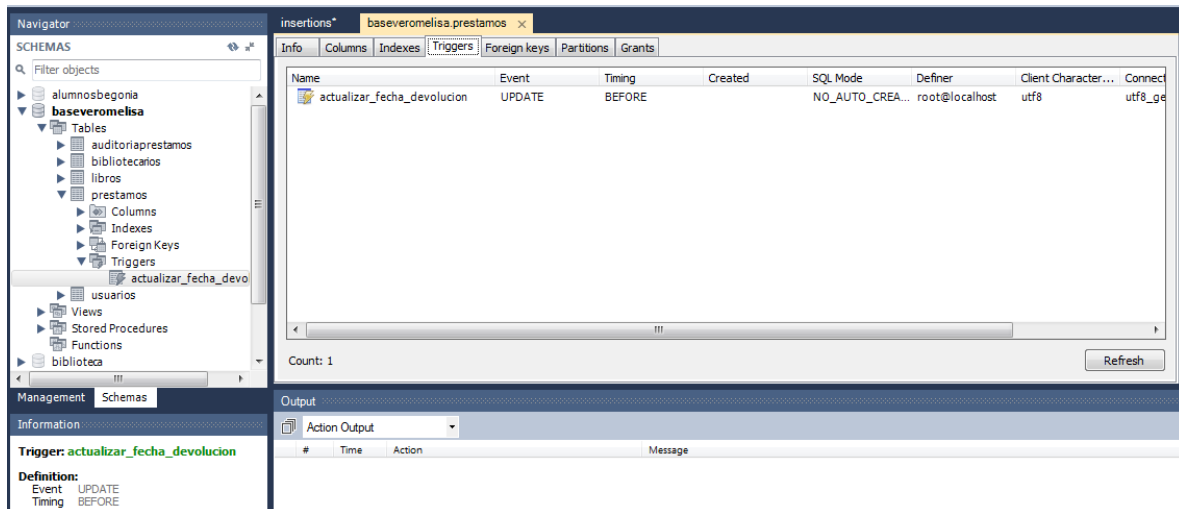 Navigator
SCHEMAS
Filter objects
alumnosbegonia
baseveromelisa
Tables
auditoriaprestamos
bibliotecarios
libros
prestamos
Columns
Indexes
Foreign Keys
Triggers
actualizar_fecha_devo
usuarios
Views
Stored Procedures
Functions
biblioteca
Management Schemas
Information
Trigger: actualizar_fecha_devolucion
Definition:
Event UPDATE
Timing BEFORE
insertions* baseveromelisa.prestamos
Info Columns Indexes Triggers Foreign keys Partitions Grants
Name Event Timing Created SQL Mode Definer Client Character... Connect
actualizar_fecha_devolucion UPDATE BEFORE NO_AUTO_CREA... root@localhost utf8 utf8_ge
Count: 1 Refresh
Output
Action Output
# Time Action Message